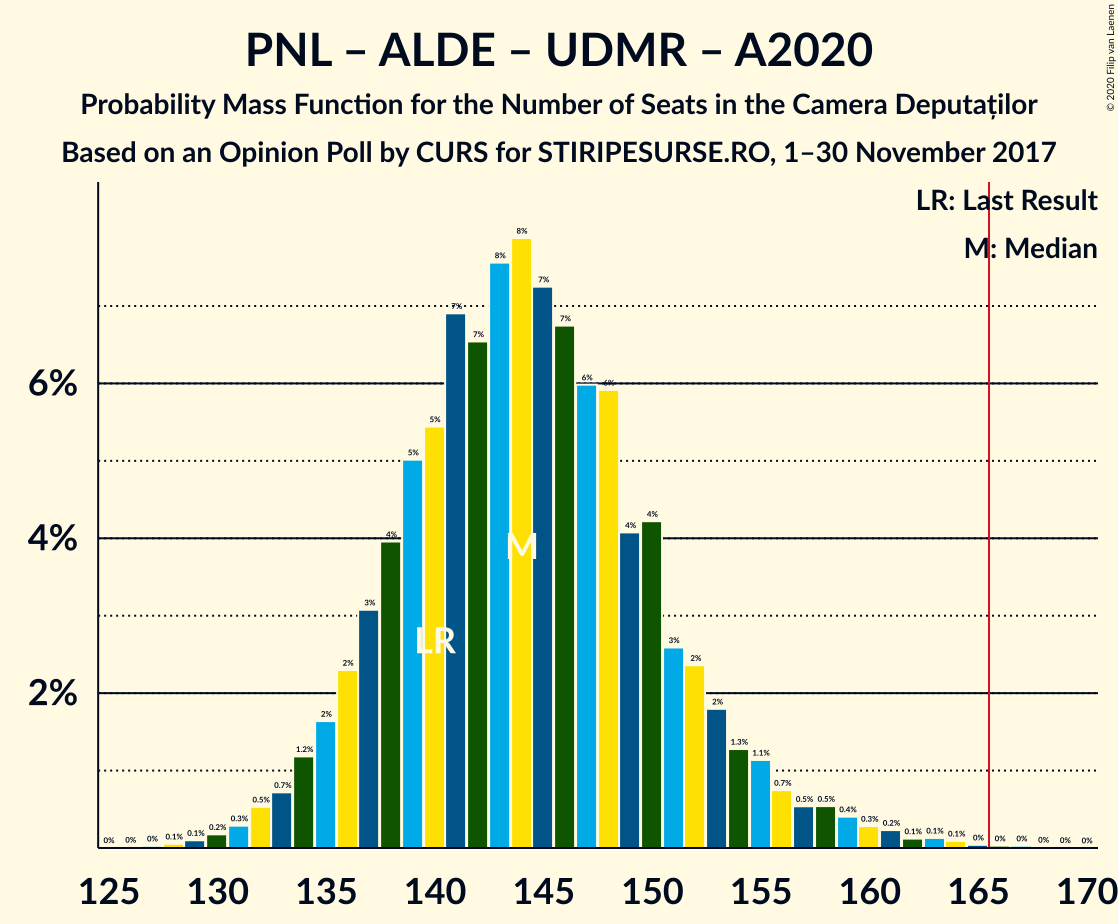 PNL – ALDE – UDMR – A2020
Probability Mass Function for the Number of Seats in the Camera Deputaților
Based on an Opinion Poll by CURS for STIRIPESURSE.RO, 1–30 November 2017
© 2020 Filip van Laenen
LR: Last Result
M: Median
6%
4%
2%
0% 0% 0% 0.1% 0.1% 0.2% 0.3% 0.5% 0.7% 1.2% 2% 2% 3% 4% 5% 5% 7% 7% 8% 8% 7% 7% 6% 6% 4% 4% 3% 2% 2% 1.3% 1.1% 0.7% 0.5% 0.5% 0.4% 0.3% 0.2% 0.1% 0.1% 0.1% 0% 0% 0% 0% 0% 0%
M
LR
125 130 135 140 145 150 155 160 165 170